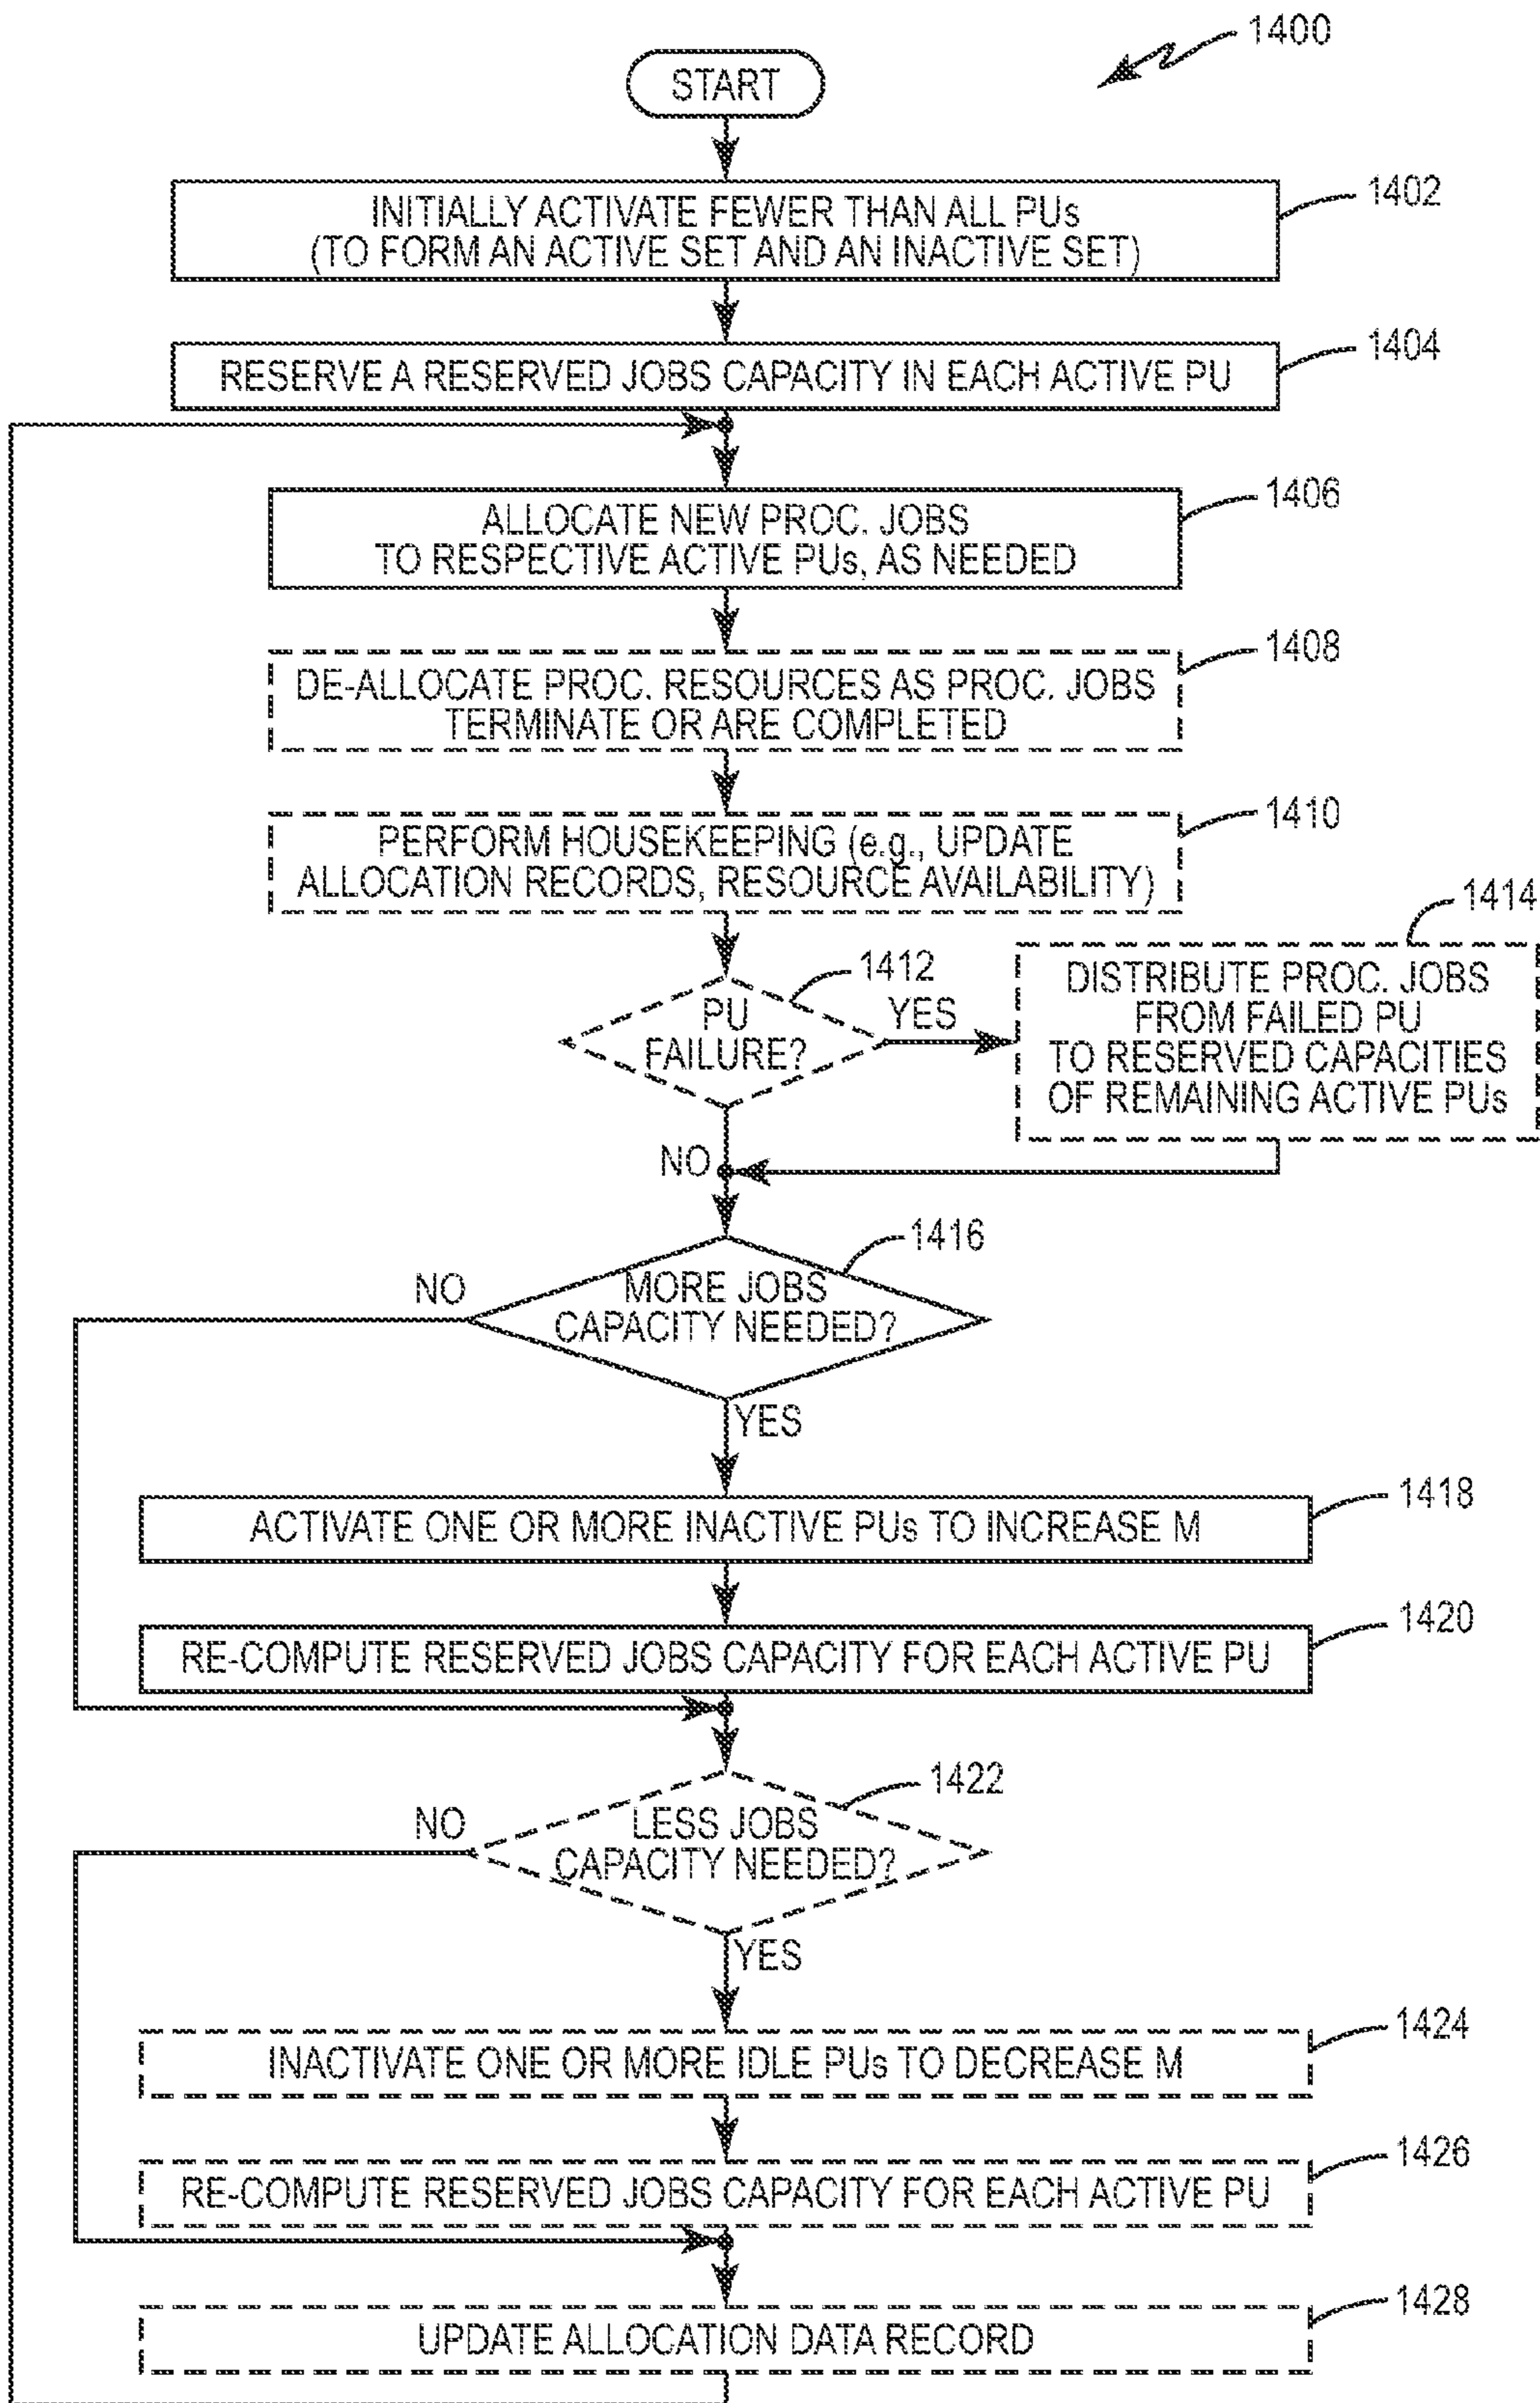 1400
START
INITIALLY ACTIVATE FEWER THAN ALL PUs
(TO FORM AN ACTIVE SET AND AN INACTIVE SET)
1402
RESERVE A RESERVED JOBS CAPACITY IN EACH ACTIVE PU
1404
ALLOCATE NEW PROC. JOBS
TO RESPECTIVE ACTIVE PUs, AS NEEDED
1406
DE-ALLOCATE PROC. RESOURCES AS PROC. JOBS
TERMINATE OR ARE COMPLETED
1408
PERFORM HOUSEKEEPING (e.g., UPDATE
ALLOCATION RECORDS, RESOURCE AVAILABILITY)
1410
PU
FAILURE?
1412
YES
DISTRIBUTE PROC. JOBS
FROM FAILED PU
TO RESERVED CAPACITIES
OF REMAINING ACTIVE PUs
1414
NO
MORE JOBS
CAPACITY NEEDED?
1416
NO
YES
ACTIVATE ONE OR MORE INACTIVE PUs TO INCREASE M
1418
RE-COMPUTE RESERVED JOBS CAPACITY FOR EACH ACTIVE PU
1420
LESS JOBS
CAPACITY NEEDED?
1422
NO
YES
INACTIVATE ONE OR MORE IDLE PUs TO DECREASE M
1424
RE-COMPUTE RESERVED JOBS CAPACITY FOR EACH ACTIVE PU
1426
UPDATE ALLOCATION DATA RECORD
1428